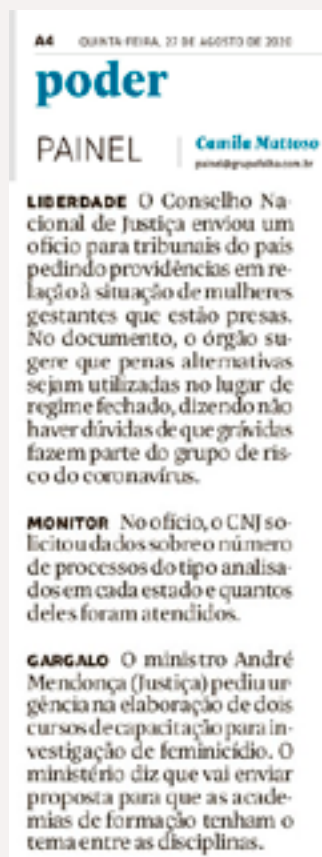 A4 QUINTA-FEIRA, 27 DE AGOSTO DE 2020
poder
PAINEL
Camila Mattoso
painel@grupofolha.com.br
LIBERDADE O Conselho Na-
cional de Justiça enviou um
ofício para tribunais do país
pedindo providências em re-
lação à situação de mulheres
gestantes que estão presas.
No documento, o órgão su-
gere que penas alternativas
sejam utilizadas no lugar de
regime fechado, dizendo não
haver dúvidas de que grávidas
fazem parte do grupo de ris-
co do coronavírus.
MONITOR No ofício, o CNJ so-
licitou dados sobre o número
de processos do tipo analisa-
dos em cada estado e quantos
deles foram atendidos.
GARGALO O ministro André
Mendonça (Justiça) pediu ur-
gência na elaboração de dois
cursos de capacitação para in-
vestigação de feminicídio. O
ministério diz que vai enviar
proposta para que as acade-
mias de formação tenham o
tema entre as disciplinas.